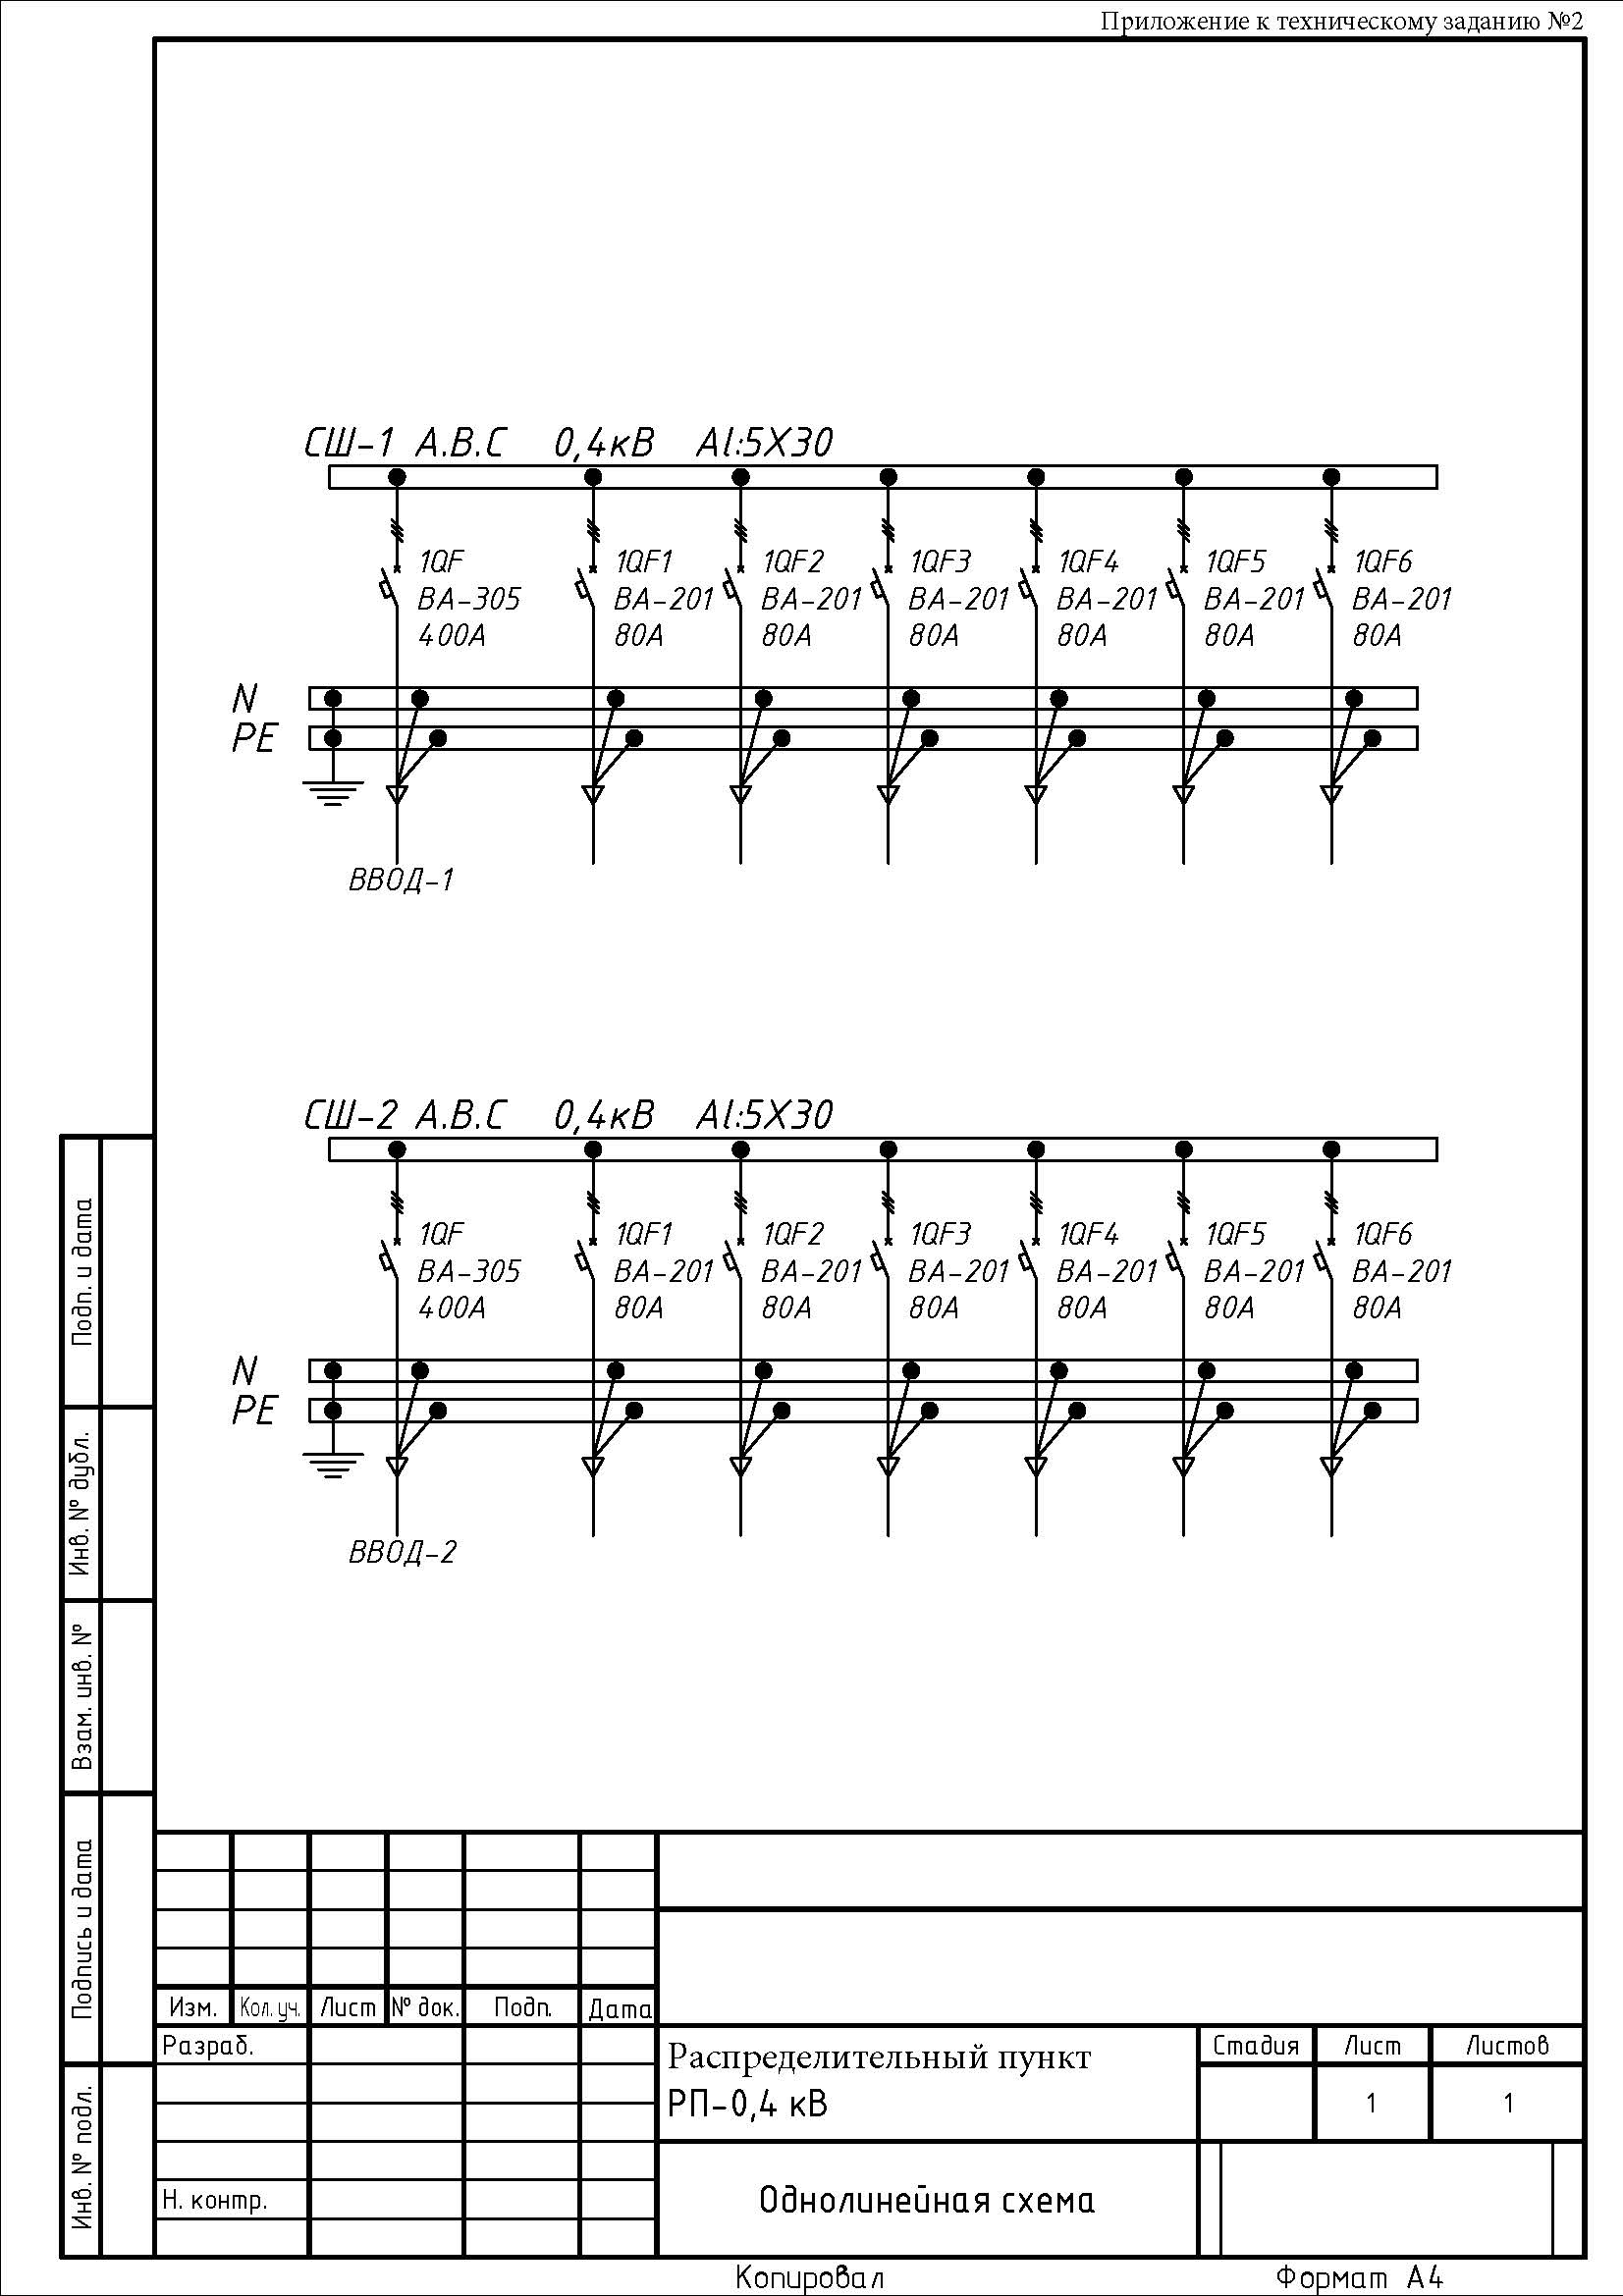 Приложение к техническому заданию №2
СШ-1 A.B.C 0,4кВ Al:5X30
1QF 1QF1 1QF2 1QF3 1QF4 1QF5 1QF6
ВА-305 ВА-201 ВА-201 ВА-201 ВА-201 ВА-201 ВА-201
400А 80А 80А 80А 80А 80А 80А
N
PE
ВВОД-1
СШ-2 A.B.C 0,4кВ Al:5X30
1QF 1QF1 1QF2 1QF3 1QF4 1QF5 1QF6
ВА-305 ВА-201 ВА-201 ВА-201 ВА-201 ВА-201 ВА-201
400А 80А 80А 80А 80А 80А 80А
N
PE
ВВОД-2
Подп. и дата
Инв. № дубл.
Взам. инв. №
Подпись и дата
Инв. № подл.
Изм. Кол. уч. Лист № док. Подп. Дата
Разраб.
Н. контр.
Распределительный пункт
РП-0,4 кВ
Стадия Лист Листов
1 1
Однолинейная схема
Копировал Формат А4